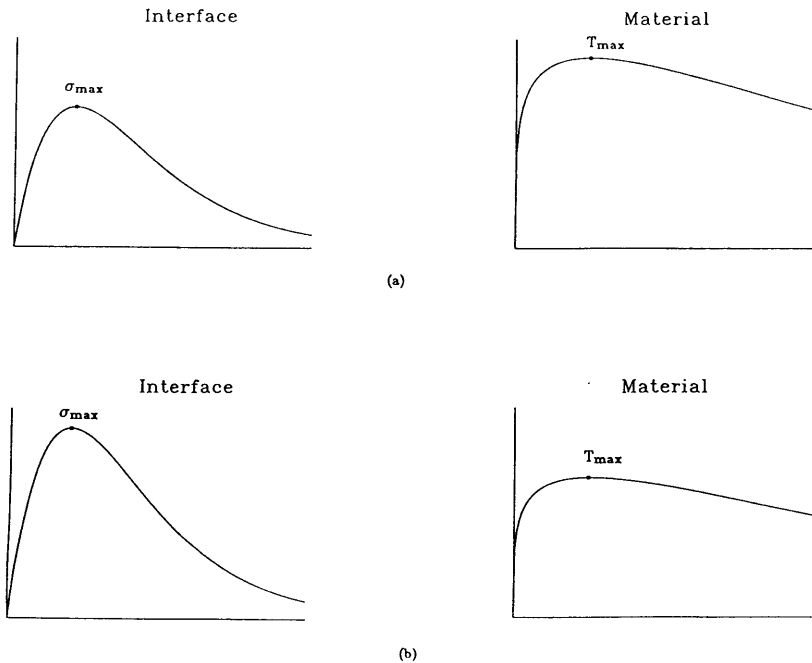 Interface
Material
σmax
Tmax
(a)
Interface
Material
σmax
Tmax
(b)